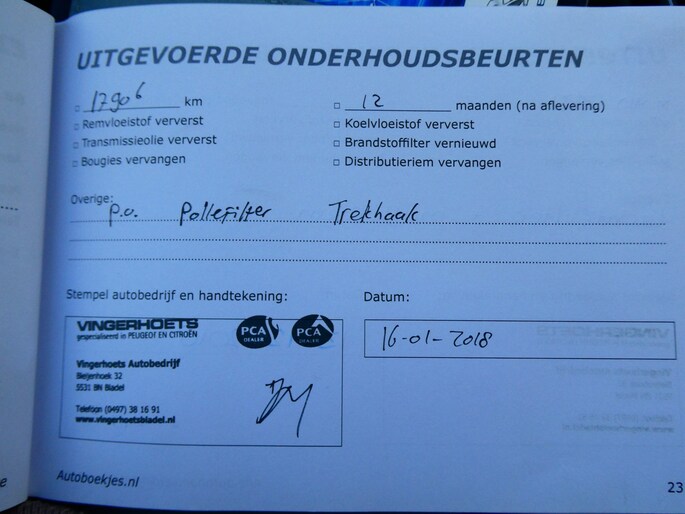 UITGEVOERDE ONDERHOUDSBEURTEN
17906 km
12 maanden (na aflevering)
Remvloeistof ververst
Koelvloeistof ververst
Transmissieolie ververst
Brandstoffilter vernieuwd
Bougies vervangen
Distributieriem vervangen
Overige:
p.o. Pollefilter Trekhaak
Stempel autobedrijf en handtekening:
Datum:
VINGERHOETS
gespecialiseerd in PEUGEOT EN CITROËN
PCA DEALER
PCA DEALER
16-01-2018
Vingerhoets Autobedrijf
Bleijenhoek 32
5531 BN Bladel
Telefoon (0497) 38 16 91
www.vingerhoetsbladel.nl
Autoboekjes.nl
23